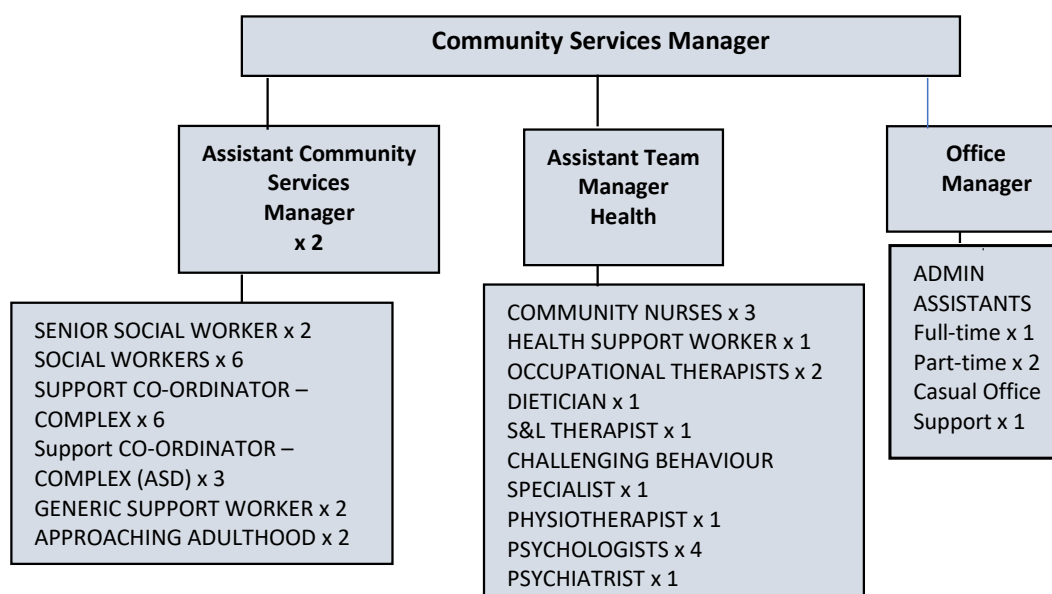 Community Services Manager
Assistant Community
Services
Manager
x 2
Assistant Team
Manager
Health
Office
Manager
SENIOR SOCIAL WORKER x 2
SOCIAL WORKERS x 6
SUPPORT CO-ORDINATOR –
COMPLEX x 6
Support CO-ORDINATOR –
COMPLEX (ASD) x 3
GENERIC SUPPORT WORKER x 2
APPROACHING ADULTHOOD x 2
COMMUNITY NURSES x 3
HEALTH SUPPORT WORKER x 1
OCCUPATIONAL THERAPISTS x 2
DIETICIAN x 1
S&L THERAPIST x 1
CHALLENGING BEHAVIOUR
SPECIALIST x 1
PHYSIOTHERAPIST x 1
PSYCHOLOGISTS x 4
PSYCHIATRIST x 1
ADMIN
ASSISTANTS
Full-time x 1
Part-time x 2
Casual Office
Support x 1